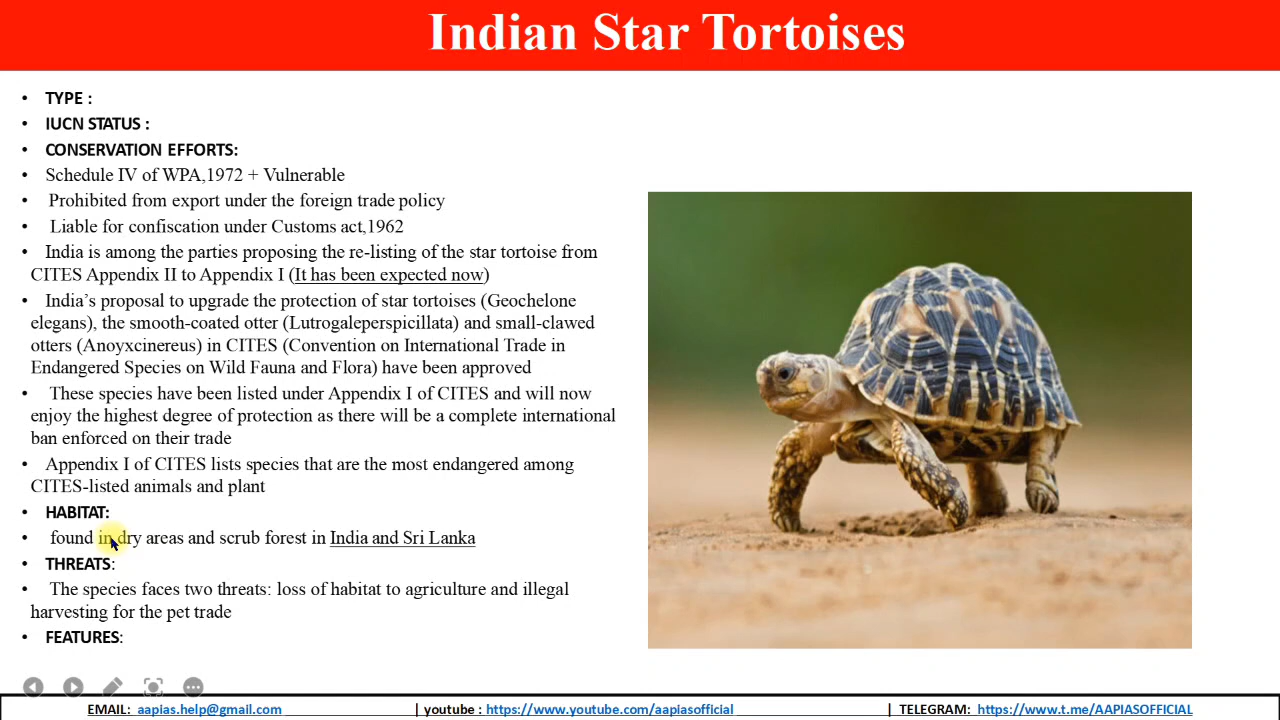 Indian Star Tortoises
• TYPE :
• IUCN STATUS :
• CONSERVATION EFFORTS:
• Schedule IV of WPA,1972 + Vulnerable
• Prohibited from export under the foreign trade policy
• Liable for confiscation under Customs act,1962
• India is among the parties proposing the re-listing of the star tortoise from
CITES Appendix II to Appendix I (It has been expected now)
• India’s proposal to upgrade the protection of star tortoises (Geochelone
elegans), the smooth-coated otter (Lutrogaleperspicillata) and small-clawed
otters (Anoyxcinereus) in CITES (Convention on International Trade in
Endangered Species on Wild Fauna and Flora) have been approved
• These species have been listed under Appendix I of CITES and will now
enjoy the highest degree of protection as there will be a complete international
ban enforced on their trade
• Appendix I of CITES lists species that are the most endangered among
CITES-listed animals and plant
• HABITAT:
• found in dry areas and scrub forest in India and Sri Lanka
• THREATS:
• The species faces two threats: loss of habitat to agriculture and illegal
harvesting for the pet trade
• FEATURES:
EMAIL: aapias.help@gmail.com | youtube : https://www.youtube.com/aapiasofficial | TELEGRAM: https://www.t.me/AAPIASOFFICIAL